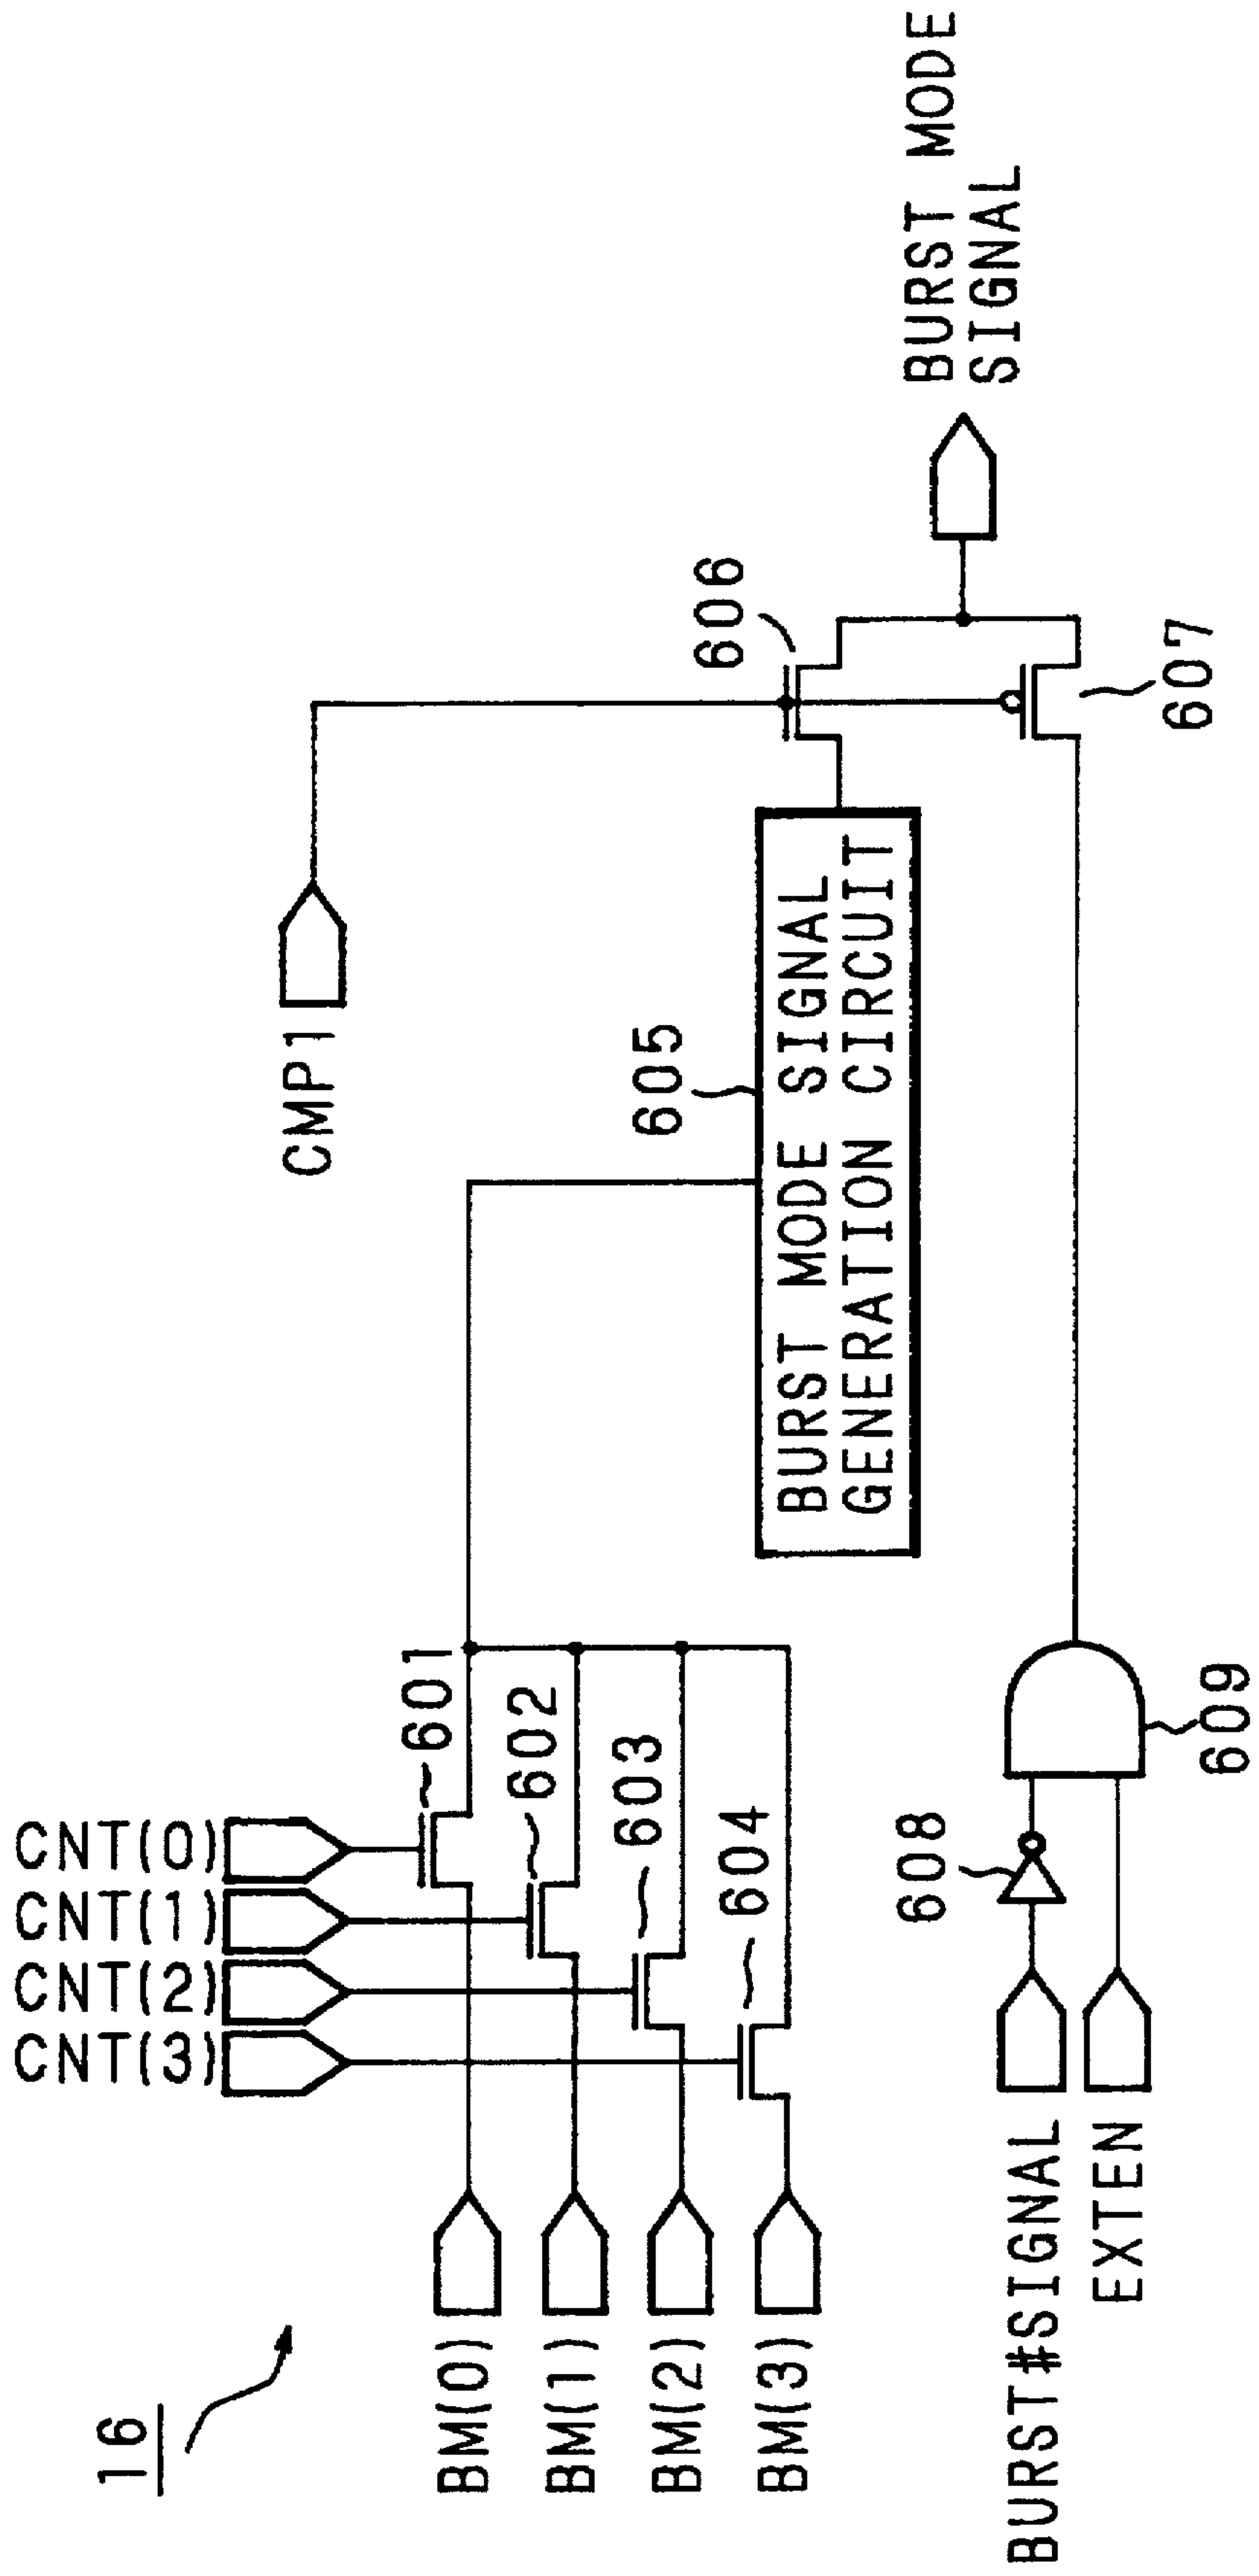 16
CNT(0)
CNT(1)
CNT(2)
CNT(3)
CMP1
BM(0)
BM(1)
BM(2)
BM(3)
601
602
603
604
605
BURST MODE SIGNAL
GENERATION CIRCUIT
606
607
BURST MODE
SIGNAL
BURST#SIGNAL
EXTEN
608
609